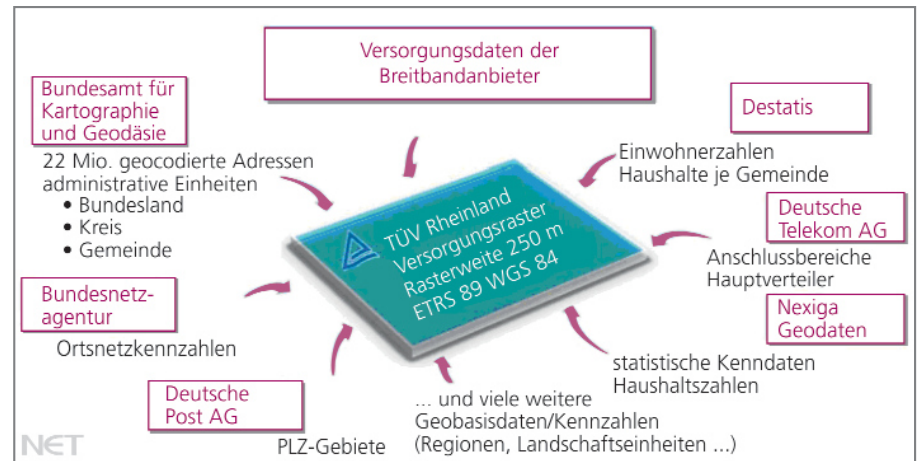 Versorgungsdaten der
Breitbandanbieter
Bundesamt für
Kartographie
und Geodäsie
22 Mio. geocodierte Adressen
administrative Einheiten
• Bundesland
• Kreis
• Gemeinde
Destatis
Einwohnerzahlen
Haushalte je Gemeinde
TÜV Rheinland
Versorgungsraster
Rasterweite 250 m
ETRS 89 WGS 84
Deutsche
Telekom AG
Anschlussbereiche
Hauptverteiler
Bundesnetz-
agentur
Ortsnetzkennzahlen
Nexiga
Geodaten
statistische Kenndaten
Haushaltszahlen
Deutsche
Post AG
PLZ-Gebiete
... und viele weitere
Geobasisdaten/Kennzahlen
(Regionen, Landschaftseinheiten ...)
NET